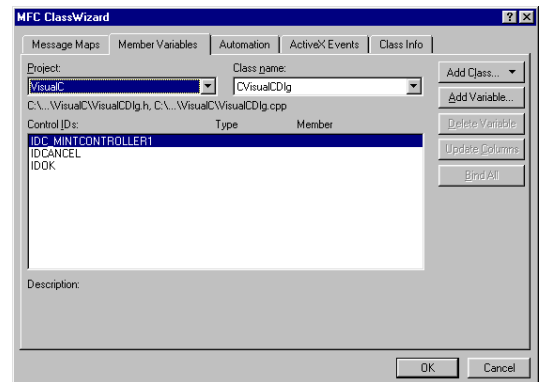 MFC ClassWizard
Message Maps Member Variables Automation ActiveX Events Class Info
Project: Class name:
VisualC CVisualCDlg
Add Class...
C:\...\VisualC\VisualCDlg.h, C:\...\VisualC\VisualCDlg.cpp
Add Variable...
Control IDs: Type Member
Delete Variable
IDC_MINTCONTROLLER1
IDCANCEL
IDOK
Update Columns
Bind All
Description:
OK Cancel